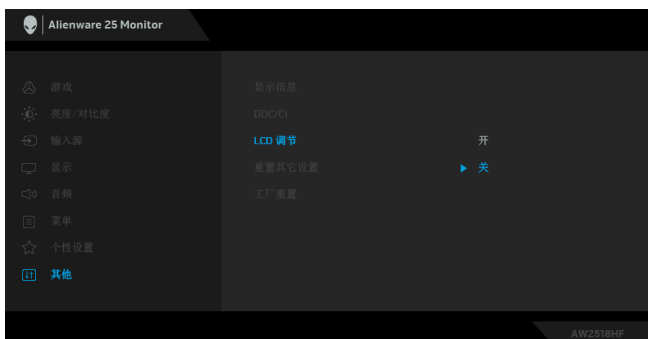 Alienware 25 Monitor
游戏
亮度/对比度
输入源
显示
音频
菜单
个性设置
其他
显示信息
DDC/CI
LCD 调节
重置其它设置
工厂重置
开
关
AW2518HF